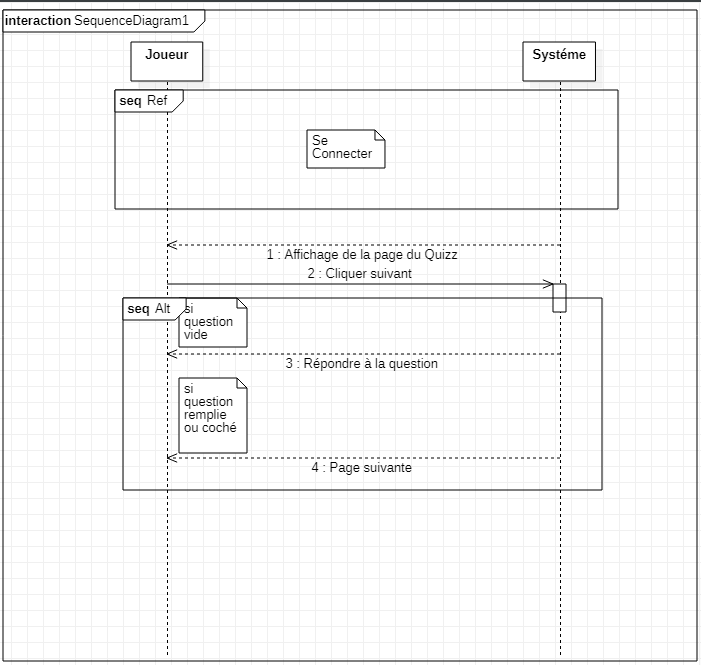 interaction SequenceDiagram1
Joueur
Systéme
seq Ref
Se
Connecter
1 : Affichage de la page du Quizz
2 : Cliquer suivant
seq Alt
si
question
vide
3 : Répondre à la question
si
question
remplie
ou coché
4 : Page suivante